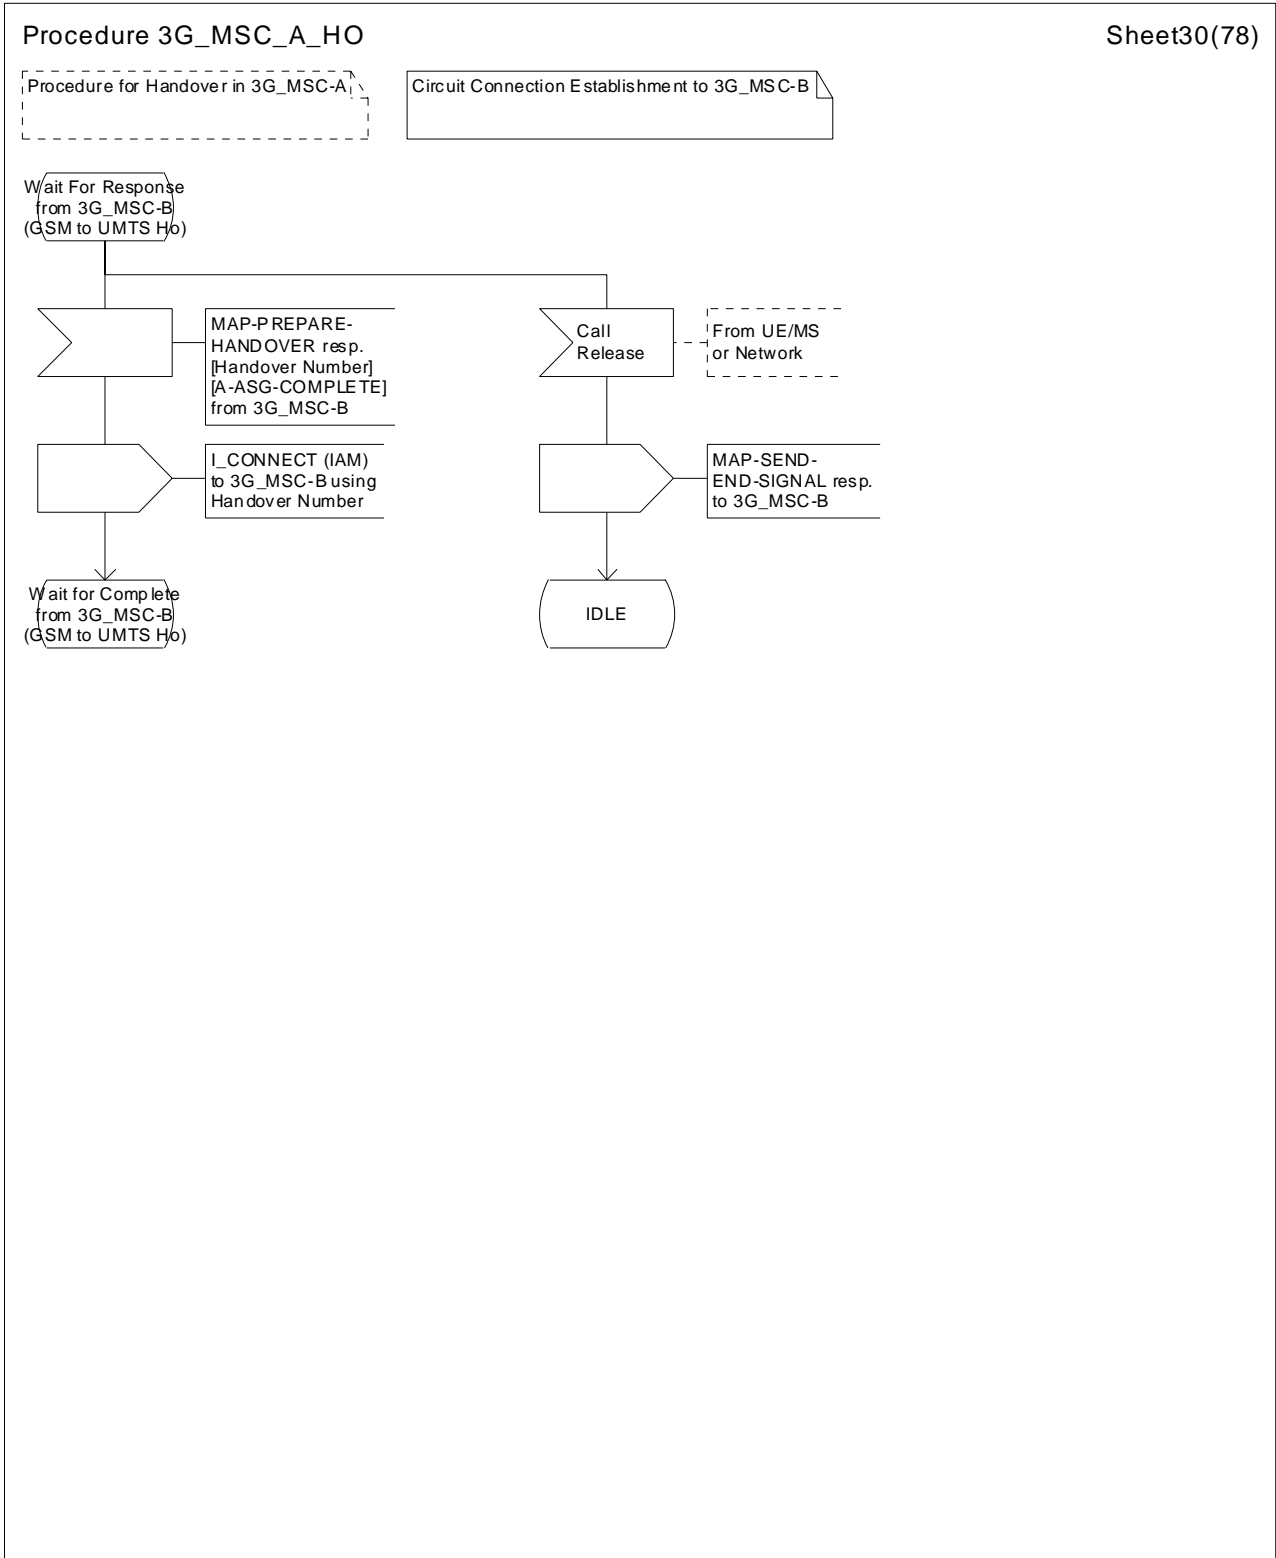 Procedure 3G_MSC_A_HO
Sheet30(78)
Procedure for Handover in 3G_MSC-A
Circuit Connection Establishment to 3G_MSC-B
Wait For Response
from 3G_MSC-B
(GSM to UMTS Ho)
MAP-PREPARE-
HANDOVER resp.
[Handover Number]
[A-ASG-COMPLETE]
from 3G_MSC-B
Call
Release
From UE/MS
or Network
I_CONNECT (IAM)
to 3G_MSC-B using
Handover Number
MAP-SEND-
END-SIGNAL resp.
to 3G_MSC-B
Wait for Complete
from 3G_MSC-B
(GSM to UMTS Ho)
IDLE